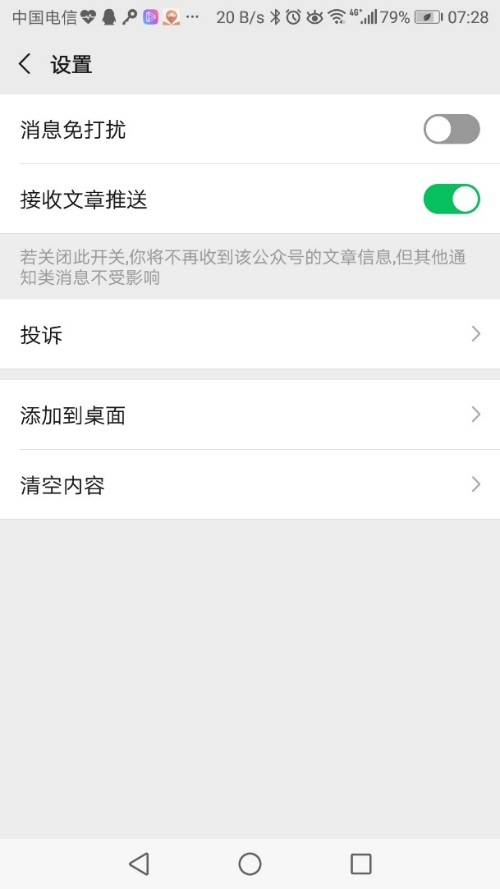 中国电信 ··· 20 B/s 4G+ 79% 07:28
设置
消息免打扰
接收文章推送
若关闭此开关,你将不再收到该公众号的文章信息,但其他通
知类消息不受影响
投诉
添加到桌面
清空内容